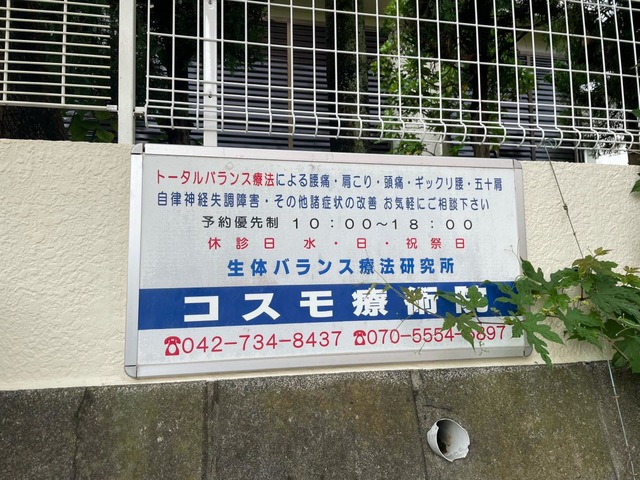 トータルバランス療法による腰痛・肩こり・頭痛・ギックリ腰・五十肩
自律神経失調障害・その他諸症状の改善 お気軽にご相談下さい
予約優先制 10:00〜18:00
休診日 水・日・祝祭日
生体バランス療法研究所
コスモ療術院
☎042-734-8437 ☎070-5554-